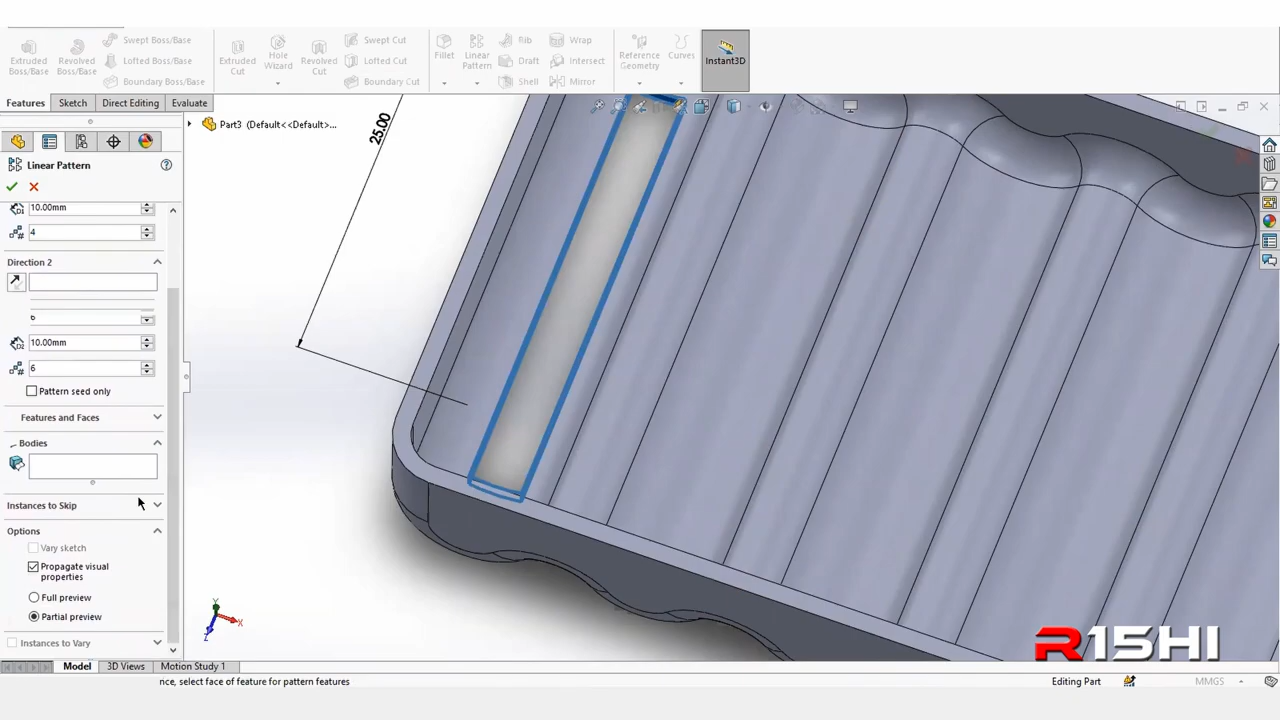 Extruded Boss/Base
Revolved Boss/Base
Swept Boss/Base
Lofted Boss/Base
Boundary Boss/Base
Extruded Cut
Hole Wizard
Revolved Cut
Swept Cut
Lofted Cut
Boundary Cut
Fillet
Linear Pattern
Rib
Draft
Shell
Wrap
Intersect
Mirror
Reference Geometry
Curves
Instant3D
Features
Sketch
Direct Editing
Evaluate
Part3 (Default<<Default>...
Linear Pattern
10.00mm
4
Direction 2
6
10.00mm
6
Pattern seed only
Features and Faces
Bodies
Instances to Skip
Options
Vary sketch
Propagate visual
properties
Full preview
Partial preview
Instances to Vary
25.00
Y
X
Z
R15HI
Model
3D Views
Motion Study 1
nce, select face of feature for pattern features
Editing Part
MMGS